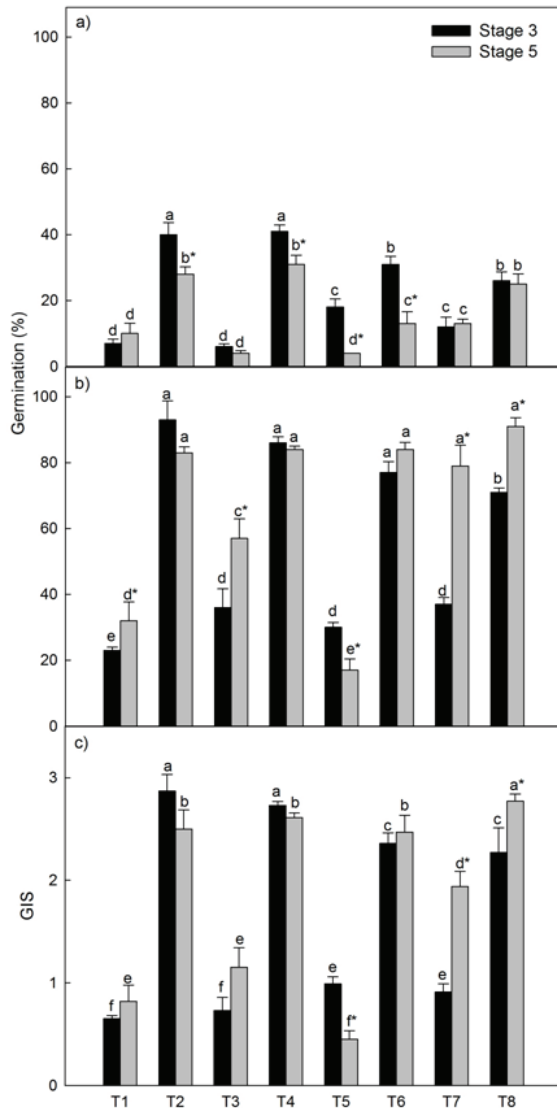 a)
Stage 3
Stage 5
100
80
60
40
20
0
a
a
b*
b*
b
b b
c
c*
c c
d d
d d
d*
Germination (%)
b)
100
80
60
40
20
0
a
a
a a
a
a
a*
a*
b
c*
d*
d
d
d
e
e*
c)
3
2
1
0
GIS
a
b
a
b
c
b
a*
c
d*
e
e
e
e
f
f
f*
T1 T2 T3 T4 T5 T6 T7 T8